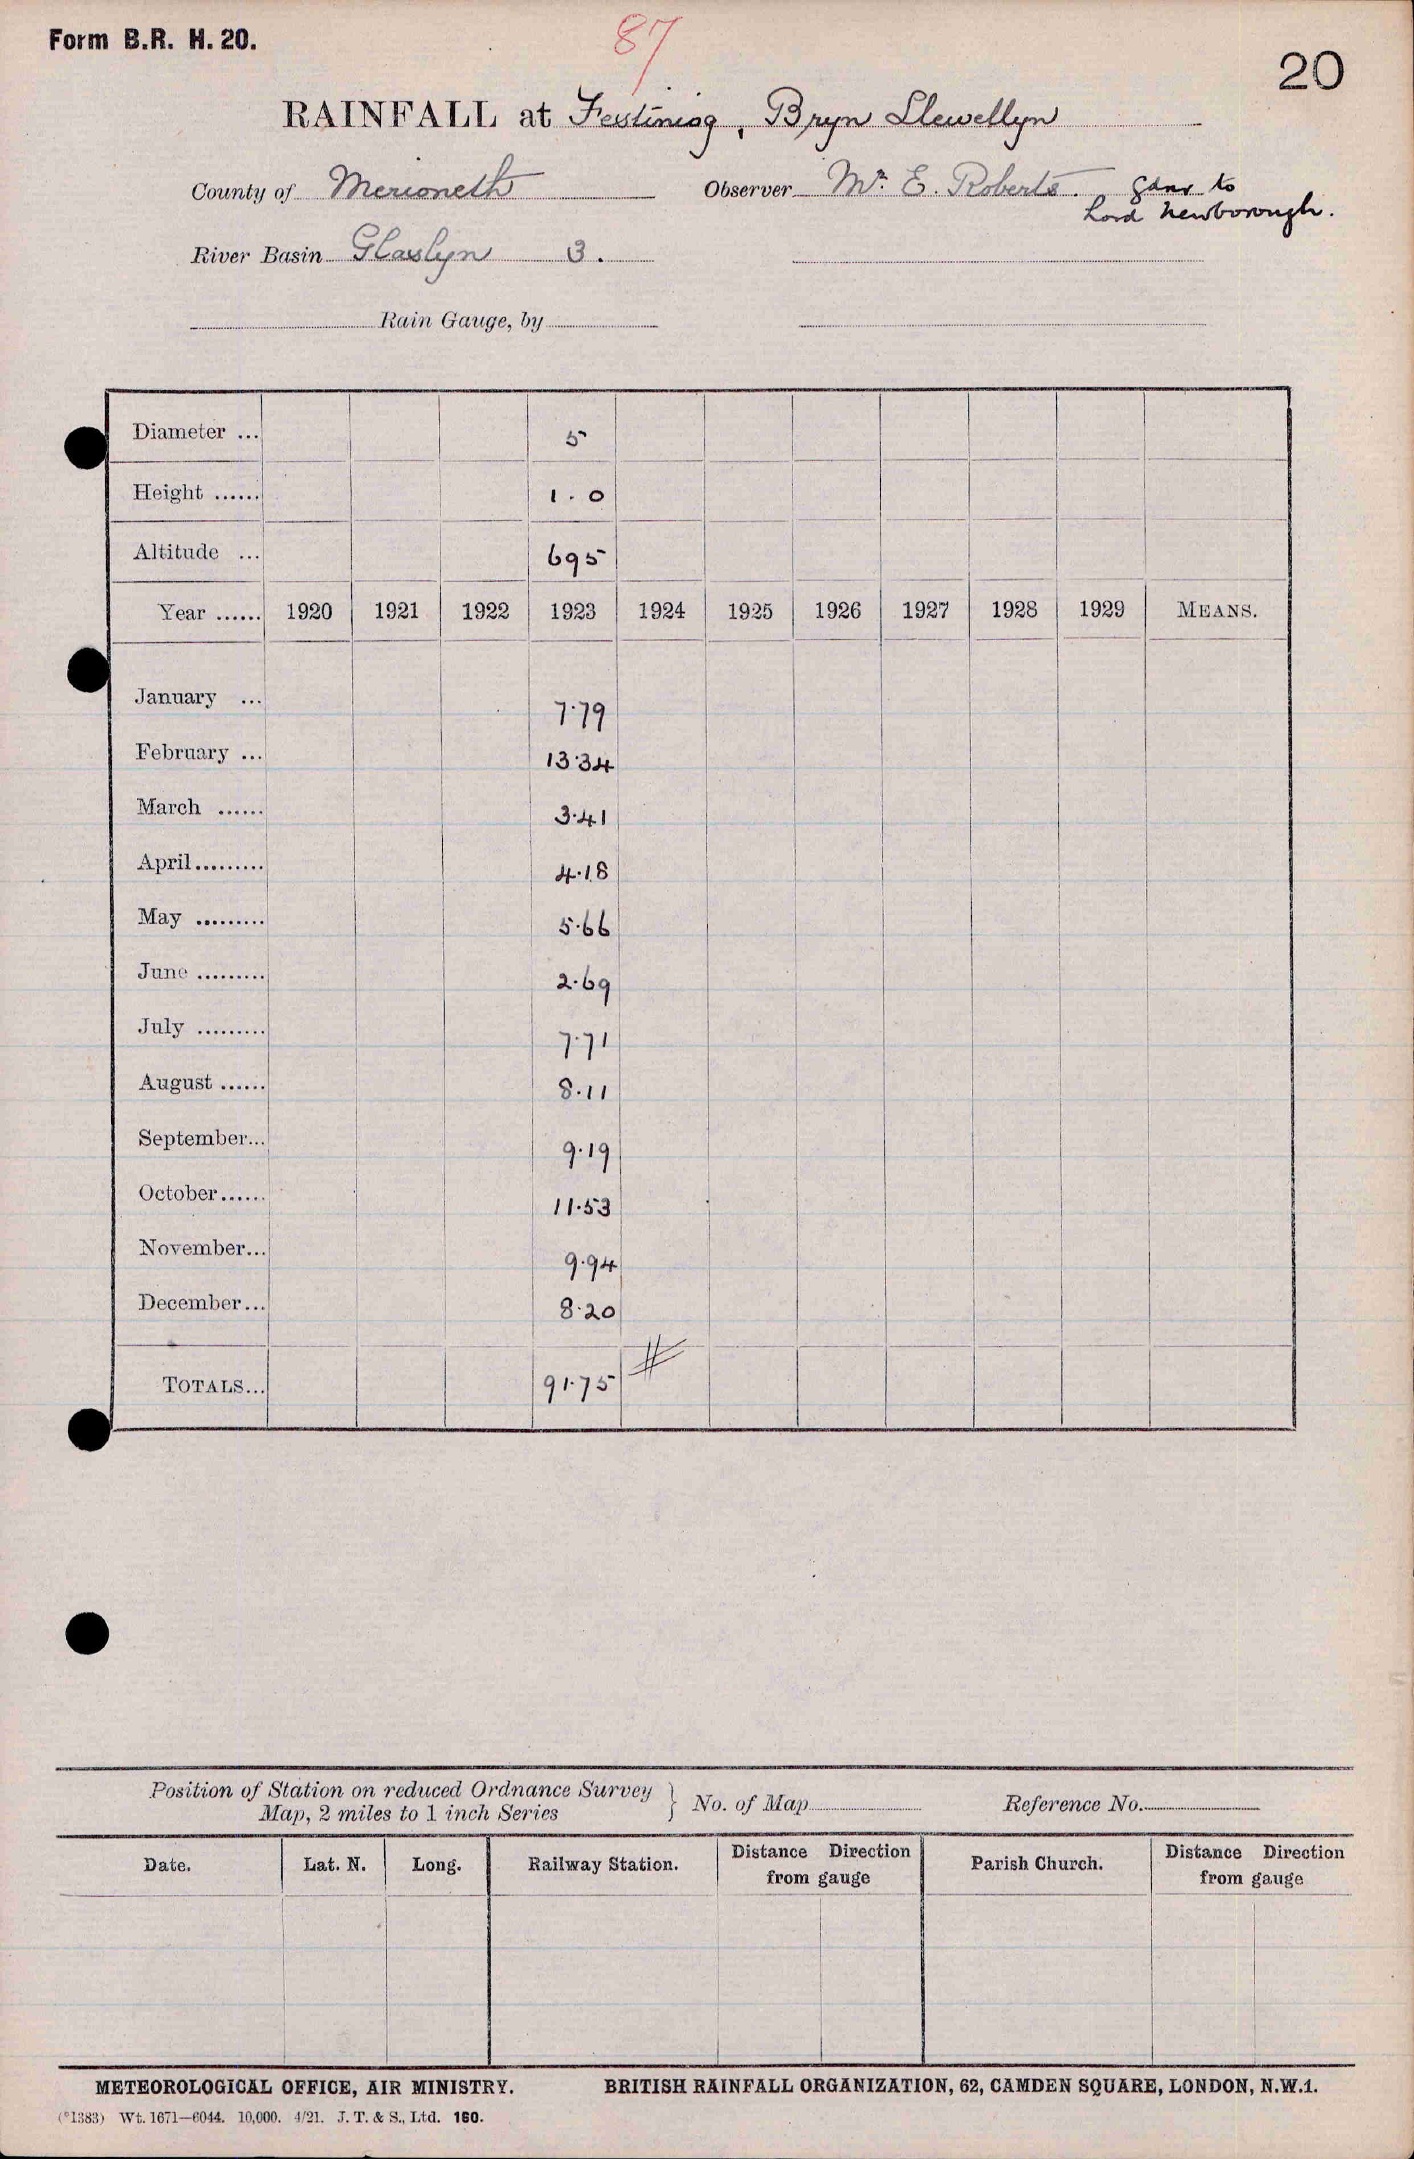 Form B.R. H. 20.
87
20
RAINFALL at Festiniog, Bryn Llewellyn
County of Merioneth Observer Mr. E. Roberts. Gdnr to
Lord Newborough.
River Basin Glaslyn 3.
Rain Gauge, by
Diameter ... 5
Height ...... 1.0
Altitude ... 695
Year ...... 1920 1921 1922 1923 1924 1925 1926 1927 1928 1929 MEANS.
January ... 7.79
February ... 13.34
March ...... 3.41
April ......... 4.18
May ......... 5.66
June ......... 2.69
July ......... 7.71
August ...... 8.11
September... 9.19
October...... 11.53
November... 9.94
December... 8.20
TOTALS... 91.75 #
Position of Station on reduced Ordnance Survey
Map, 2 miles to 1 inch Series } No. of Map Reference No.
Date. Lat. N. Long. Railway Station. Distance Direction from gauge Parish Church. Distance Direction from gauge
METEOROLOGICAL OFFICE, AIR MINISTRY. BRITISH RAINFALL ORGANIZATION, 62, CAMDEN SQUARE, LONDON, N.W.1.
(*1383) Wt. 1671—6044. 10,000. 4/21. J. T. & S., Ltd. 160.